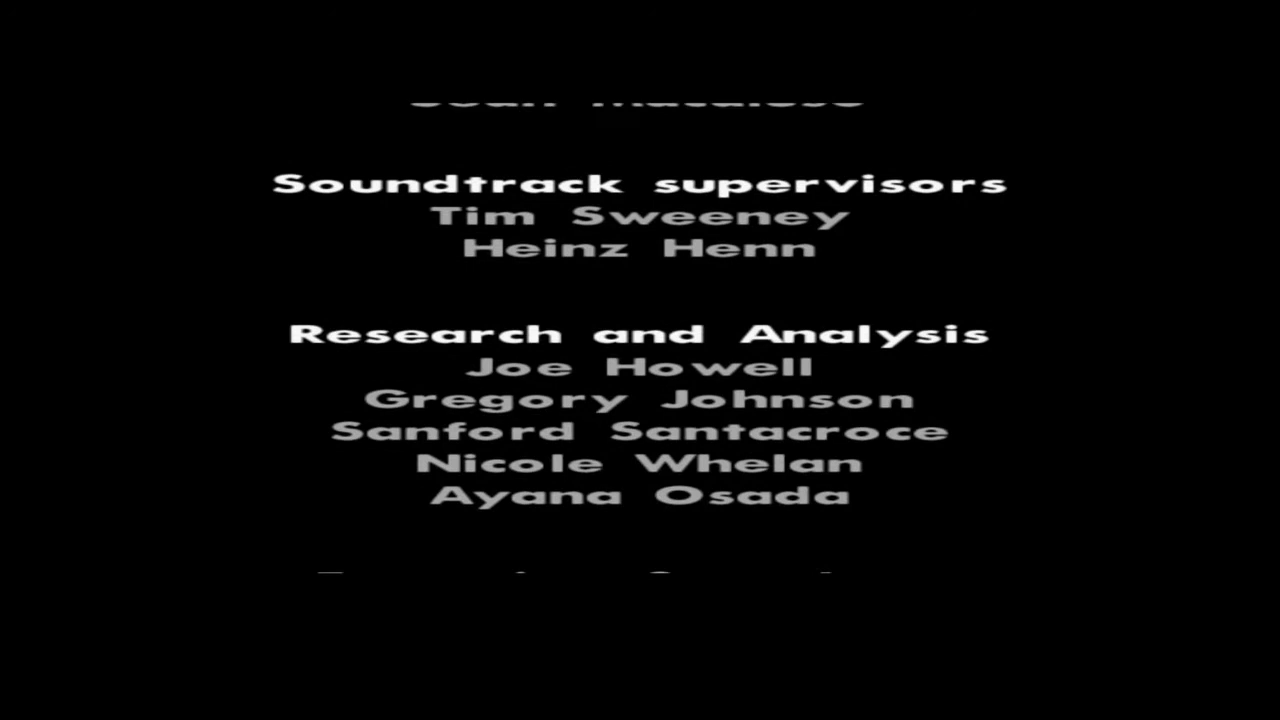 Soundtrack supervisors
Tim Sweeney
Heinz Henn
Research and Analysis
Joe Howell
Gregory Johnson
Sanford Santacroce
Nicole Whelan
Ayana Osada